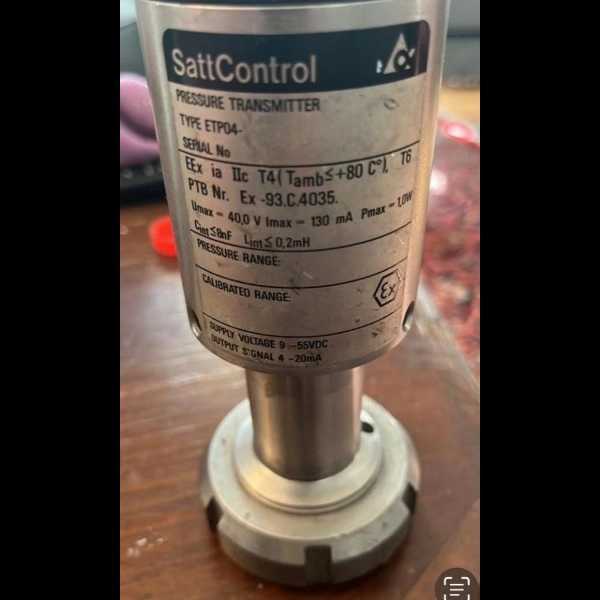 SattControl
PRESSURE TRANSMITTER
TYPE ETP04-
SERIAL No
EEx ia IIc T4 (Tamb≤+80 C°), T6
PTB Nr. Ex -93.C.4035.
Umax = 40,0 V Imax = 130 mA Pmax = 1,0W
Cint≤8nF Lint≤0,2mH
PRESSURE RANGE:
CALIBRATED RANGE:
Ex
SUPPLY VOLTAGE 9 -55VDC
OUTPUT SIGNAL 4 -20mA